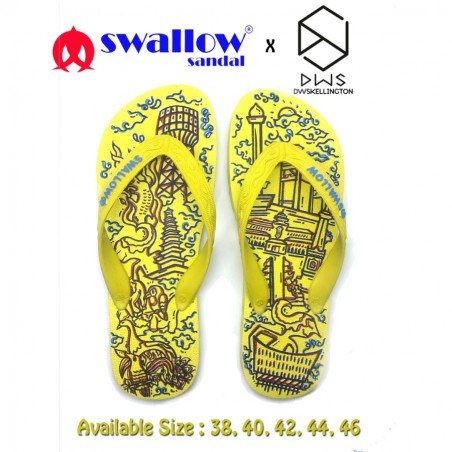 swallow® x
sandal
DWS
DWSKELLINGTON
SWALLOW
SWALLOW
Available Size : 38, 40, 42, 44, 46